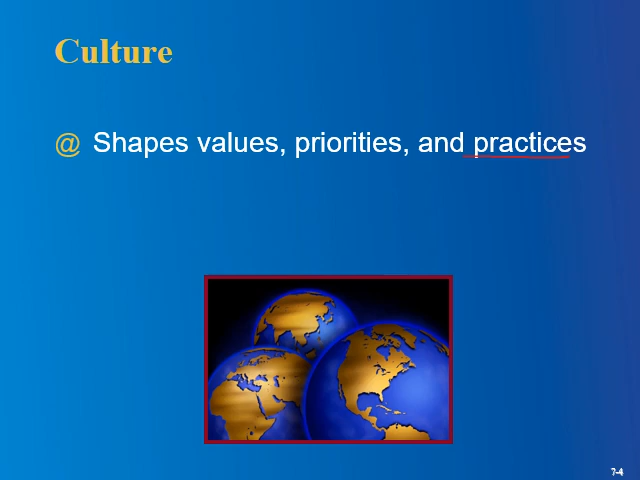 Culture
@ Shapes values, priorities, and practices
7-4